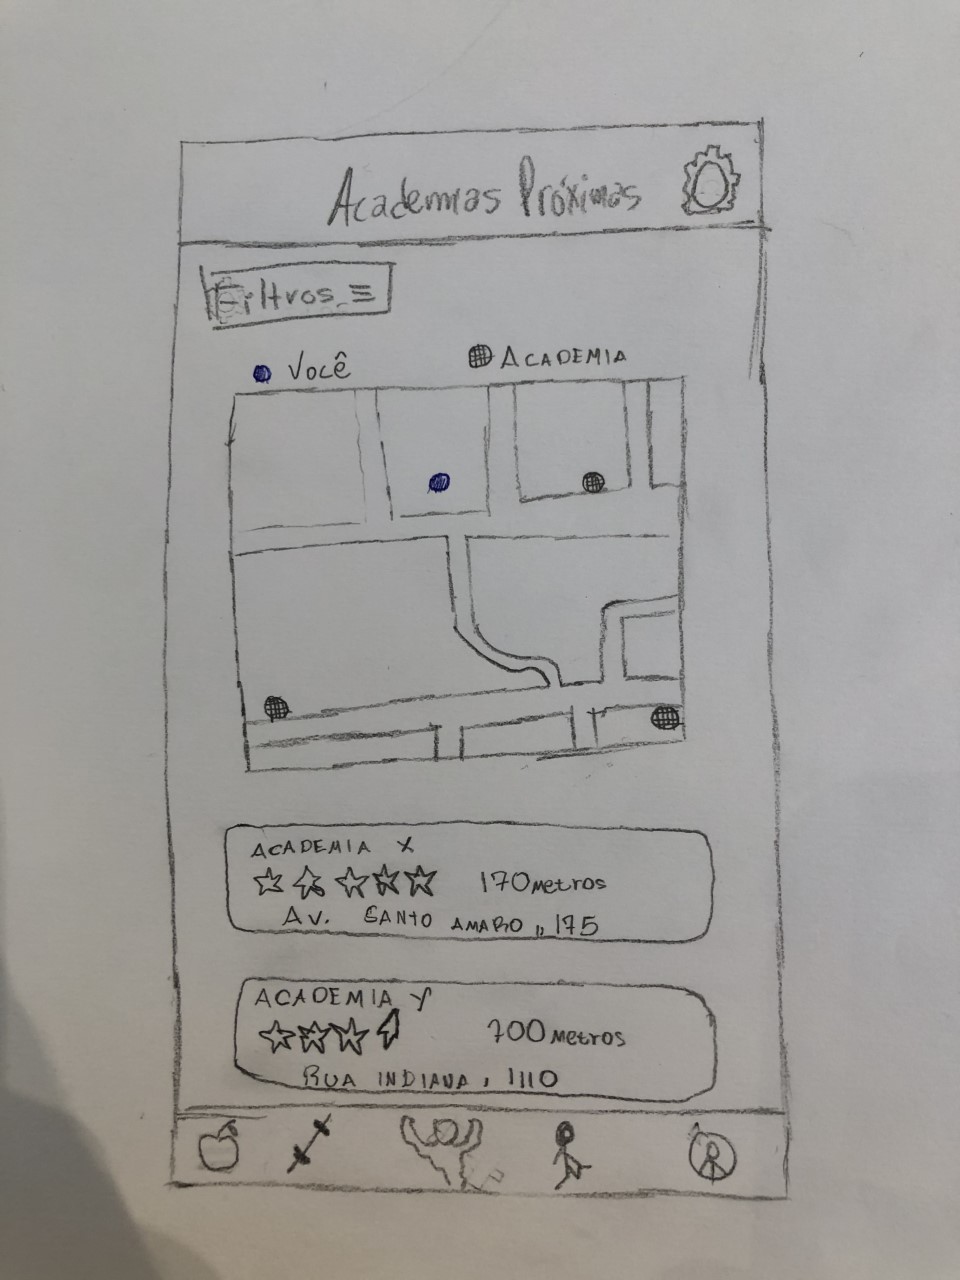 Academias Próximas
Filtros
Você
ACADEMIA
ACADEMIA X
170 Metros
AV. SANTO AMARO, 175
ACADEMIA Y
700 Metros
RUA INDIANA, 1110